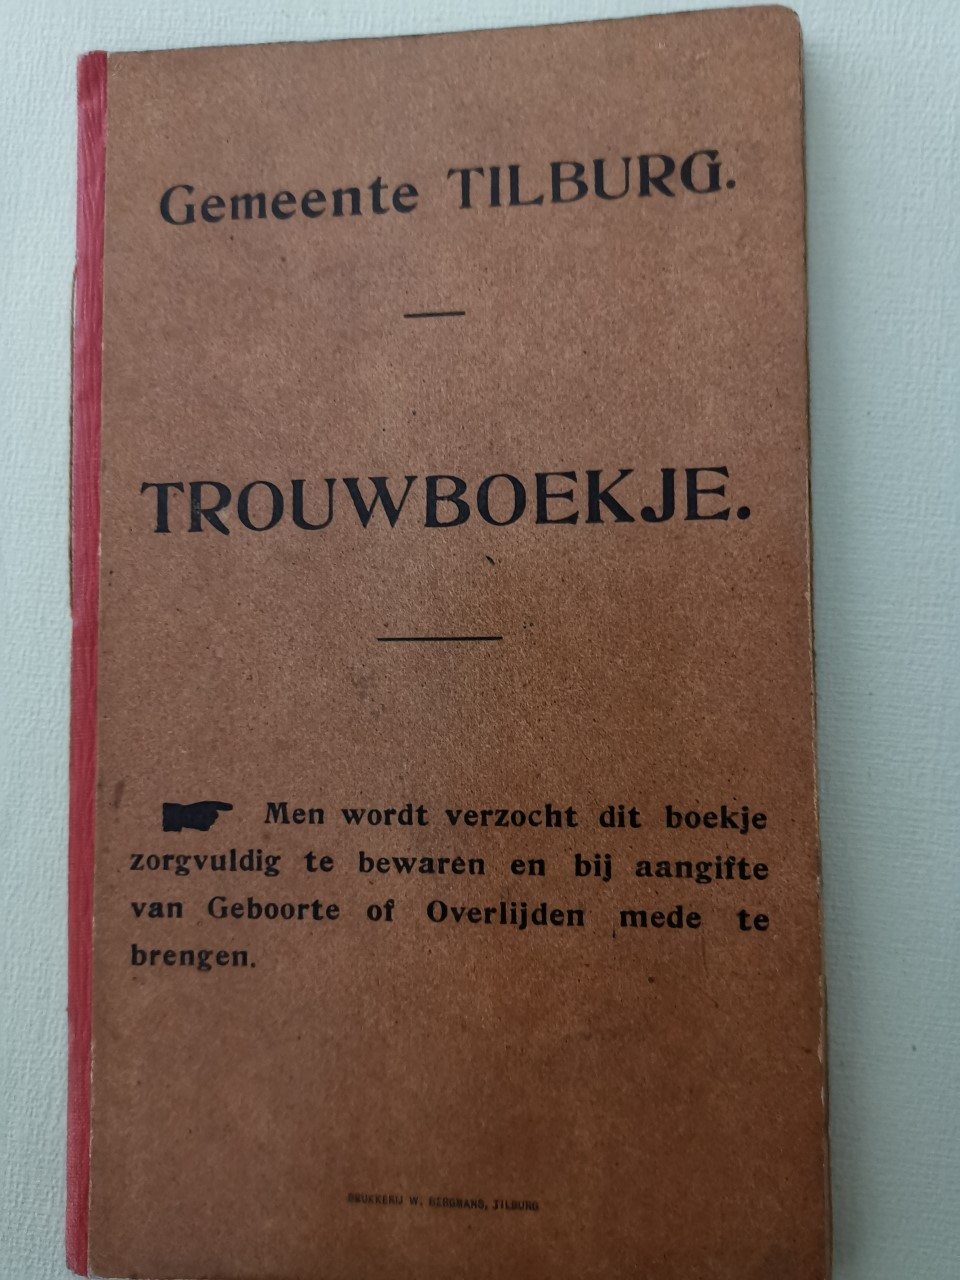 Gemeente TILBURG.
TROUWBOEKJE.
Men wordt verzocht dit boekje
zorgvuldig te bewaren en bij aangifte
van Geboorte of Overlijden mede te
brengen.
DRUKKERIJ W. BERGMANS, TILBURG